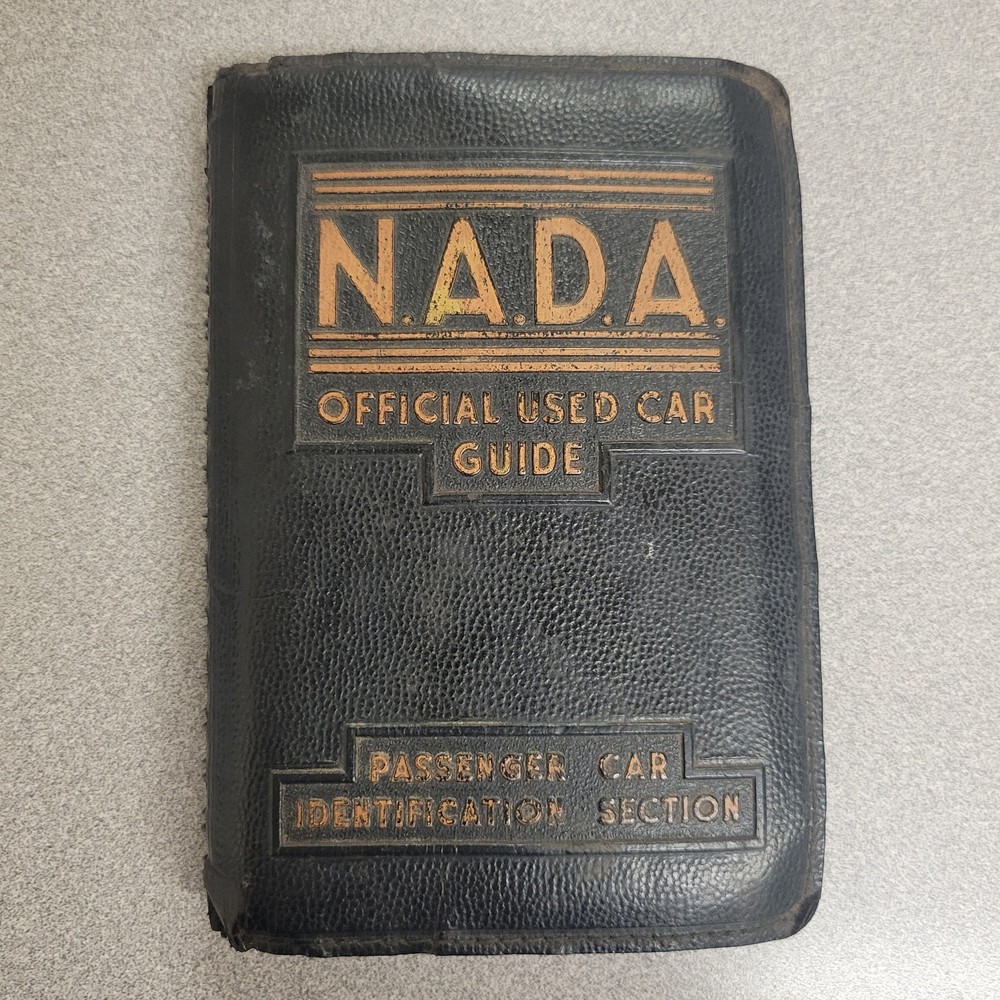 N.A.D.A.
OFFICIAL USED CAR
GUIDE
PASSENGER CAR
IDENTIFICATION SECTION